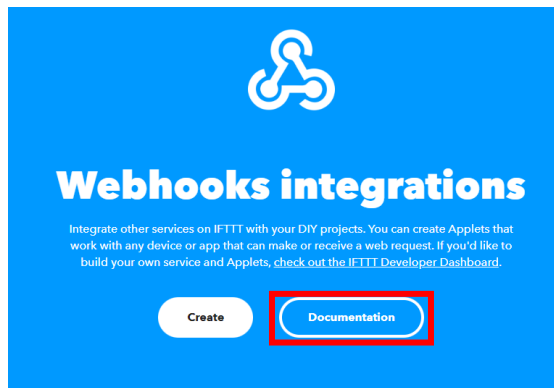 Webhooks integrations
Integrate other services on IFTTT with your DIY projects. You can create Applets that
work with any device or app that can make or receive a web request. If you'd like to
build your own service and Applets, check out the IFTTT Developer Dashboard.
Create
Documentation